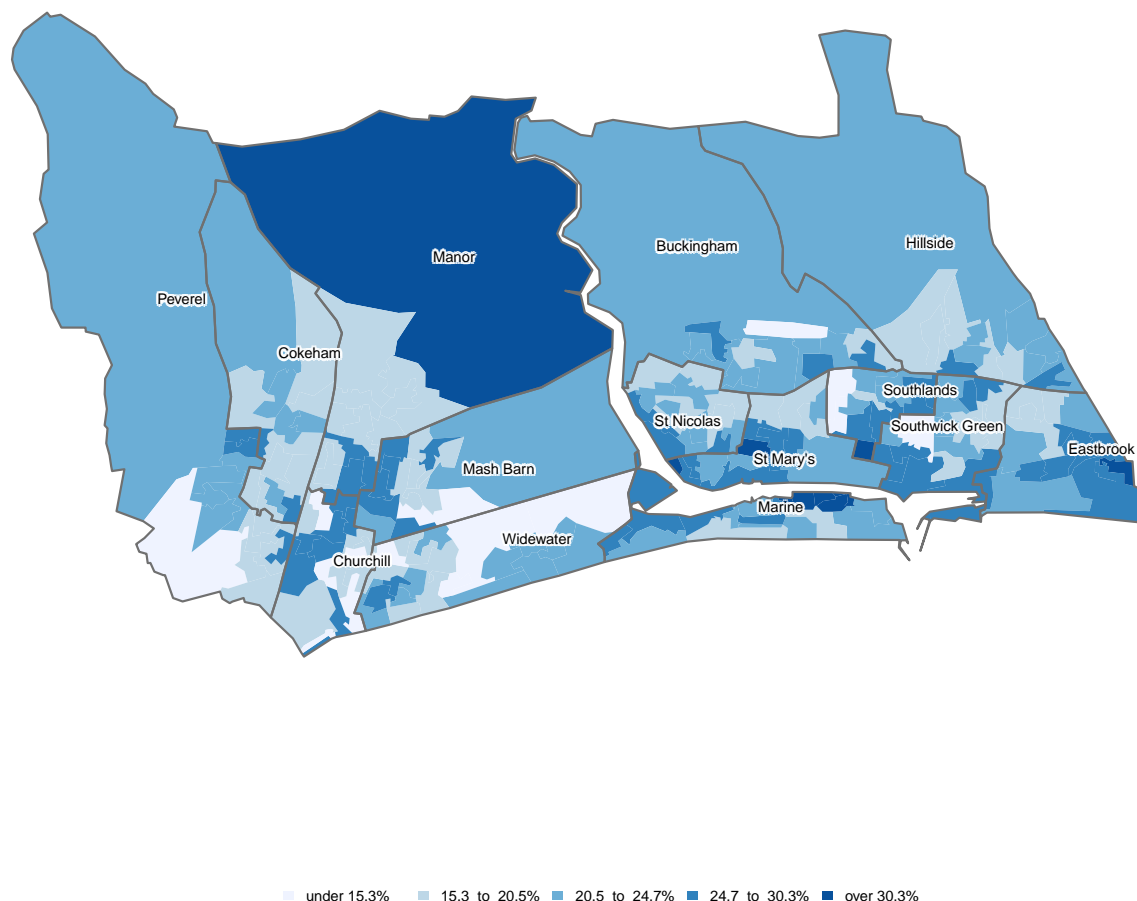 Hillside
Buckingham
Manor
Peverel
Cokeham
Southlands
St Nicolas
Southwick Green
Eastbrook
St Mary's
Mash Barn
Marine
Widewater
Churchill
under 15.3%
15.3 to 20.5%
20.5 to 24.7%
24.7 to 30.3%
over 30.3%